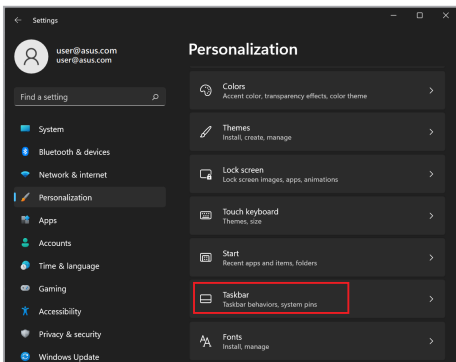 Settings
user@asus.com
user@asus.com
Find a setting
System
Bluetooth & devices
Network & internet
Personalization
Apps
Accounts
Time & language
Gaming
Accessibility
Privacy & security
Windows Update
Personalization
Colors
Accent color, transparency effects, color theme
Themes
Install, create, manage
Lock screen
Lock screen images, apps, animations
Touch keyboard
Themes, size
Start
Recent apps and items, folders
Taskbar
Taskbar behaviors, system pins
Fonts
Install, manage